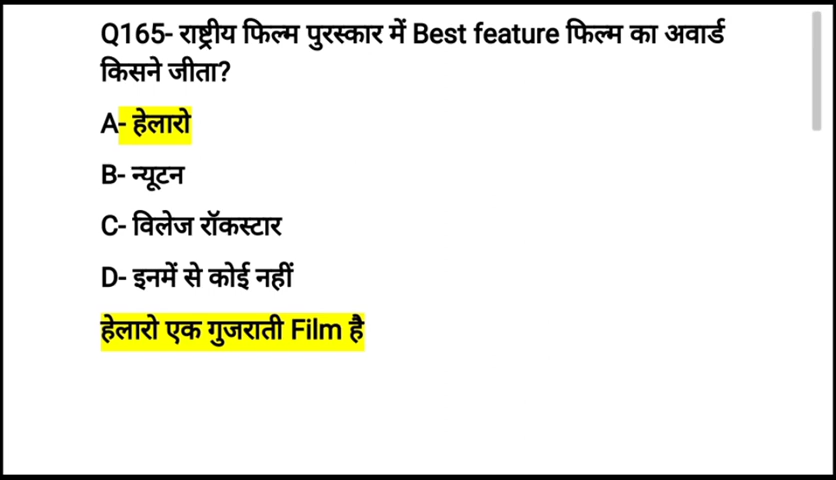 Q165- राष्ट्रीय फिल्म पुरस्कार में Best feature फिल्म का अवार्ड
किसने जीता?
A- हेलारो
B- न्यूटन
C- विलेज रॉकस्टार
D- इनमें से कोई नहीं
हेलारो एक गुजराती Film है